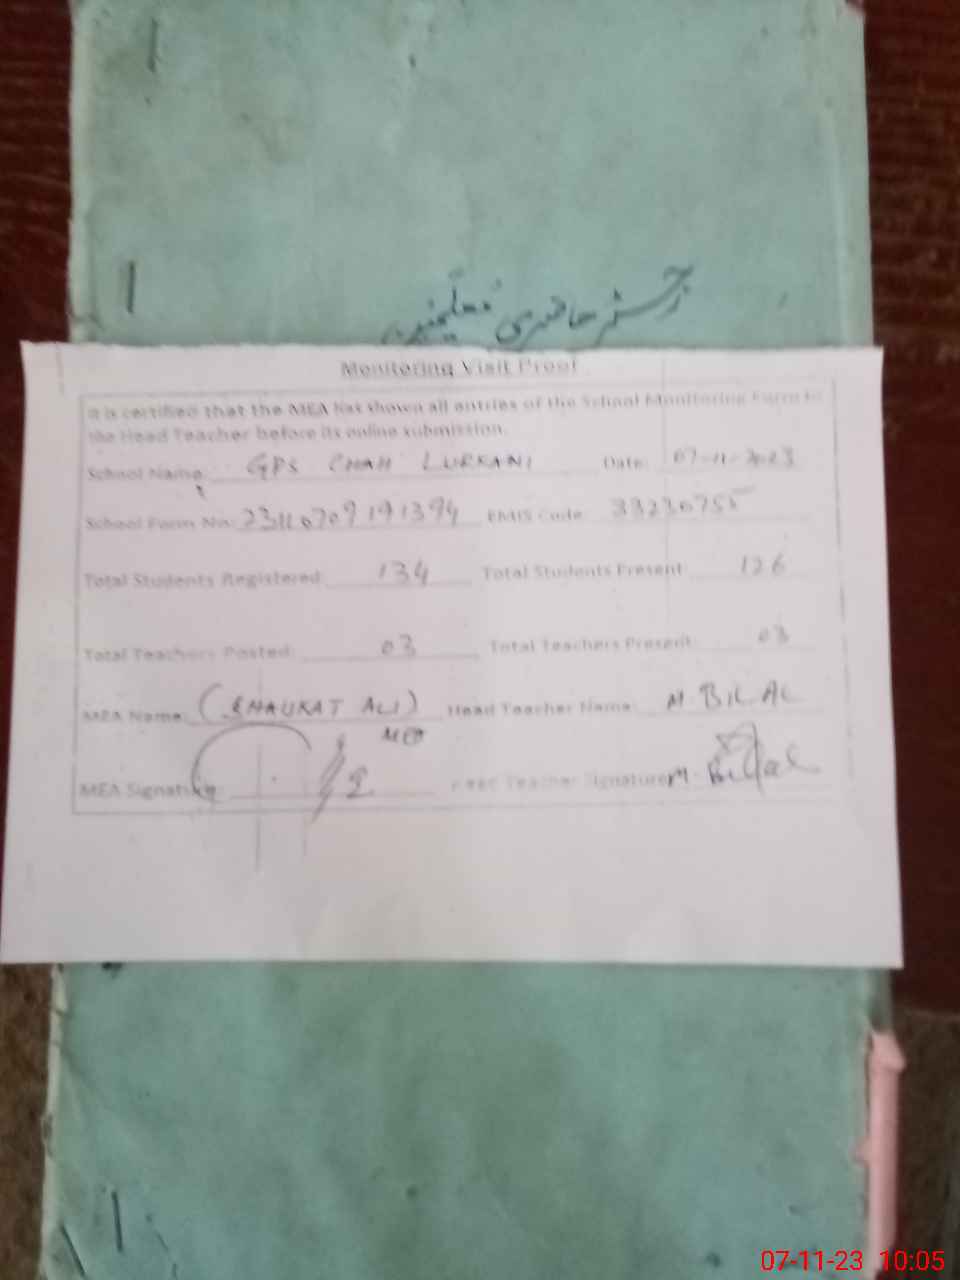 رجسٹر حاضری معلمین
Monitoring Visit Proof
It is certified that the MEA has shown all entries of the School Monitoring Form to
the Head Teacher before its online submission.
School Name: GPS CHAH LURKANI Date: 07-11-2023
School Form No: 23110709191394 EMIS Code: 33230755
Total Students Registered: 134 Total Students Present: 126
Total Teachers Posted: 03 Total Teachers Present: 03
MEA Name: (SHAUKAT ALI) Head Teacher Name: M. BILAL
MEA Signature: Head Teacher Signature: M. Bilal
07-11-23 10:05